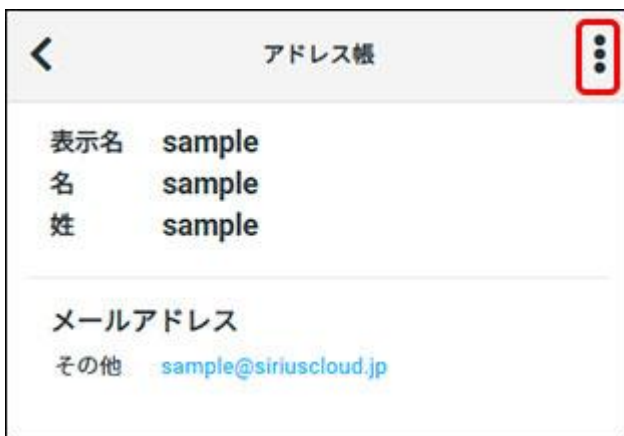 アドレス帳
表示名 sample
名 sample
姓 sample
メールアドレス
その他 sample@siriuscloud.jp